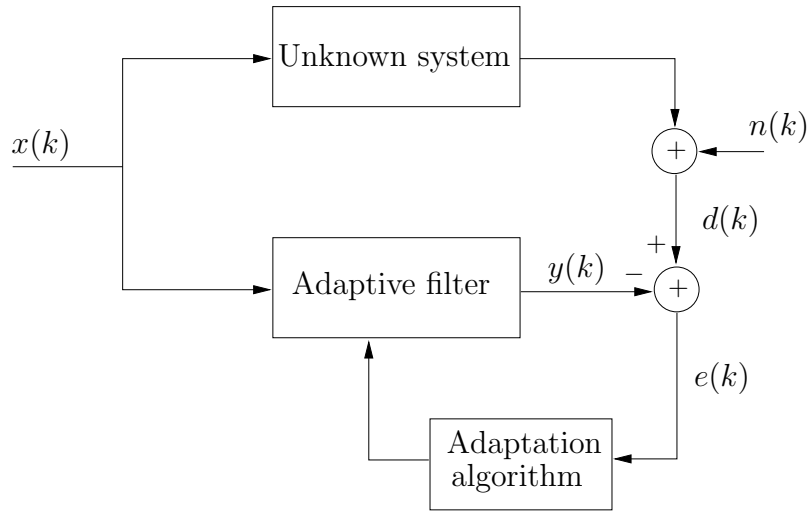 Unknown system
x(k)
n(k)
+
d(k)
+
Adaptive filter
y(k)
−
+
e(k)
Adaptation
algorithm